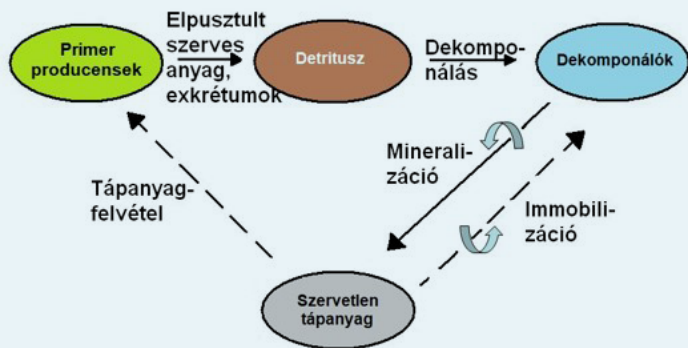 Primer
producensek
Elpusztult
szerves
anyag,
exkrétumok
Detritusz
Dekompo-
nálás
Dekomponálók
Minerali-
záció
Immobili-
záció
Tápanyag-
felvétel
Szervetlen
tápanyag